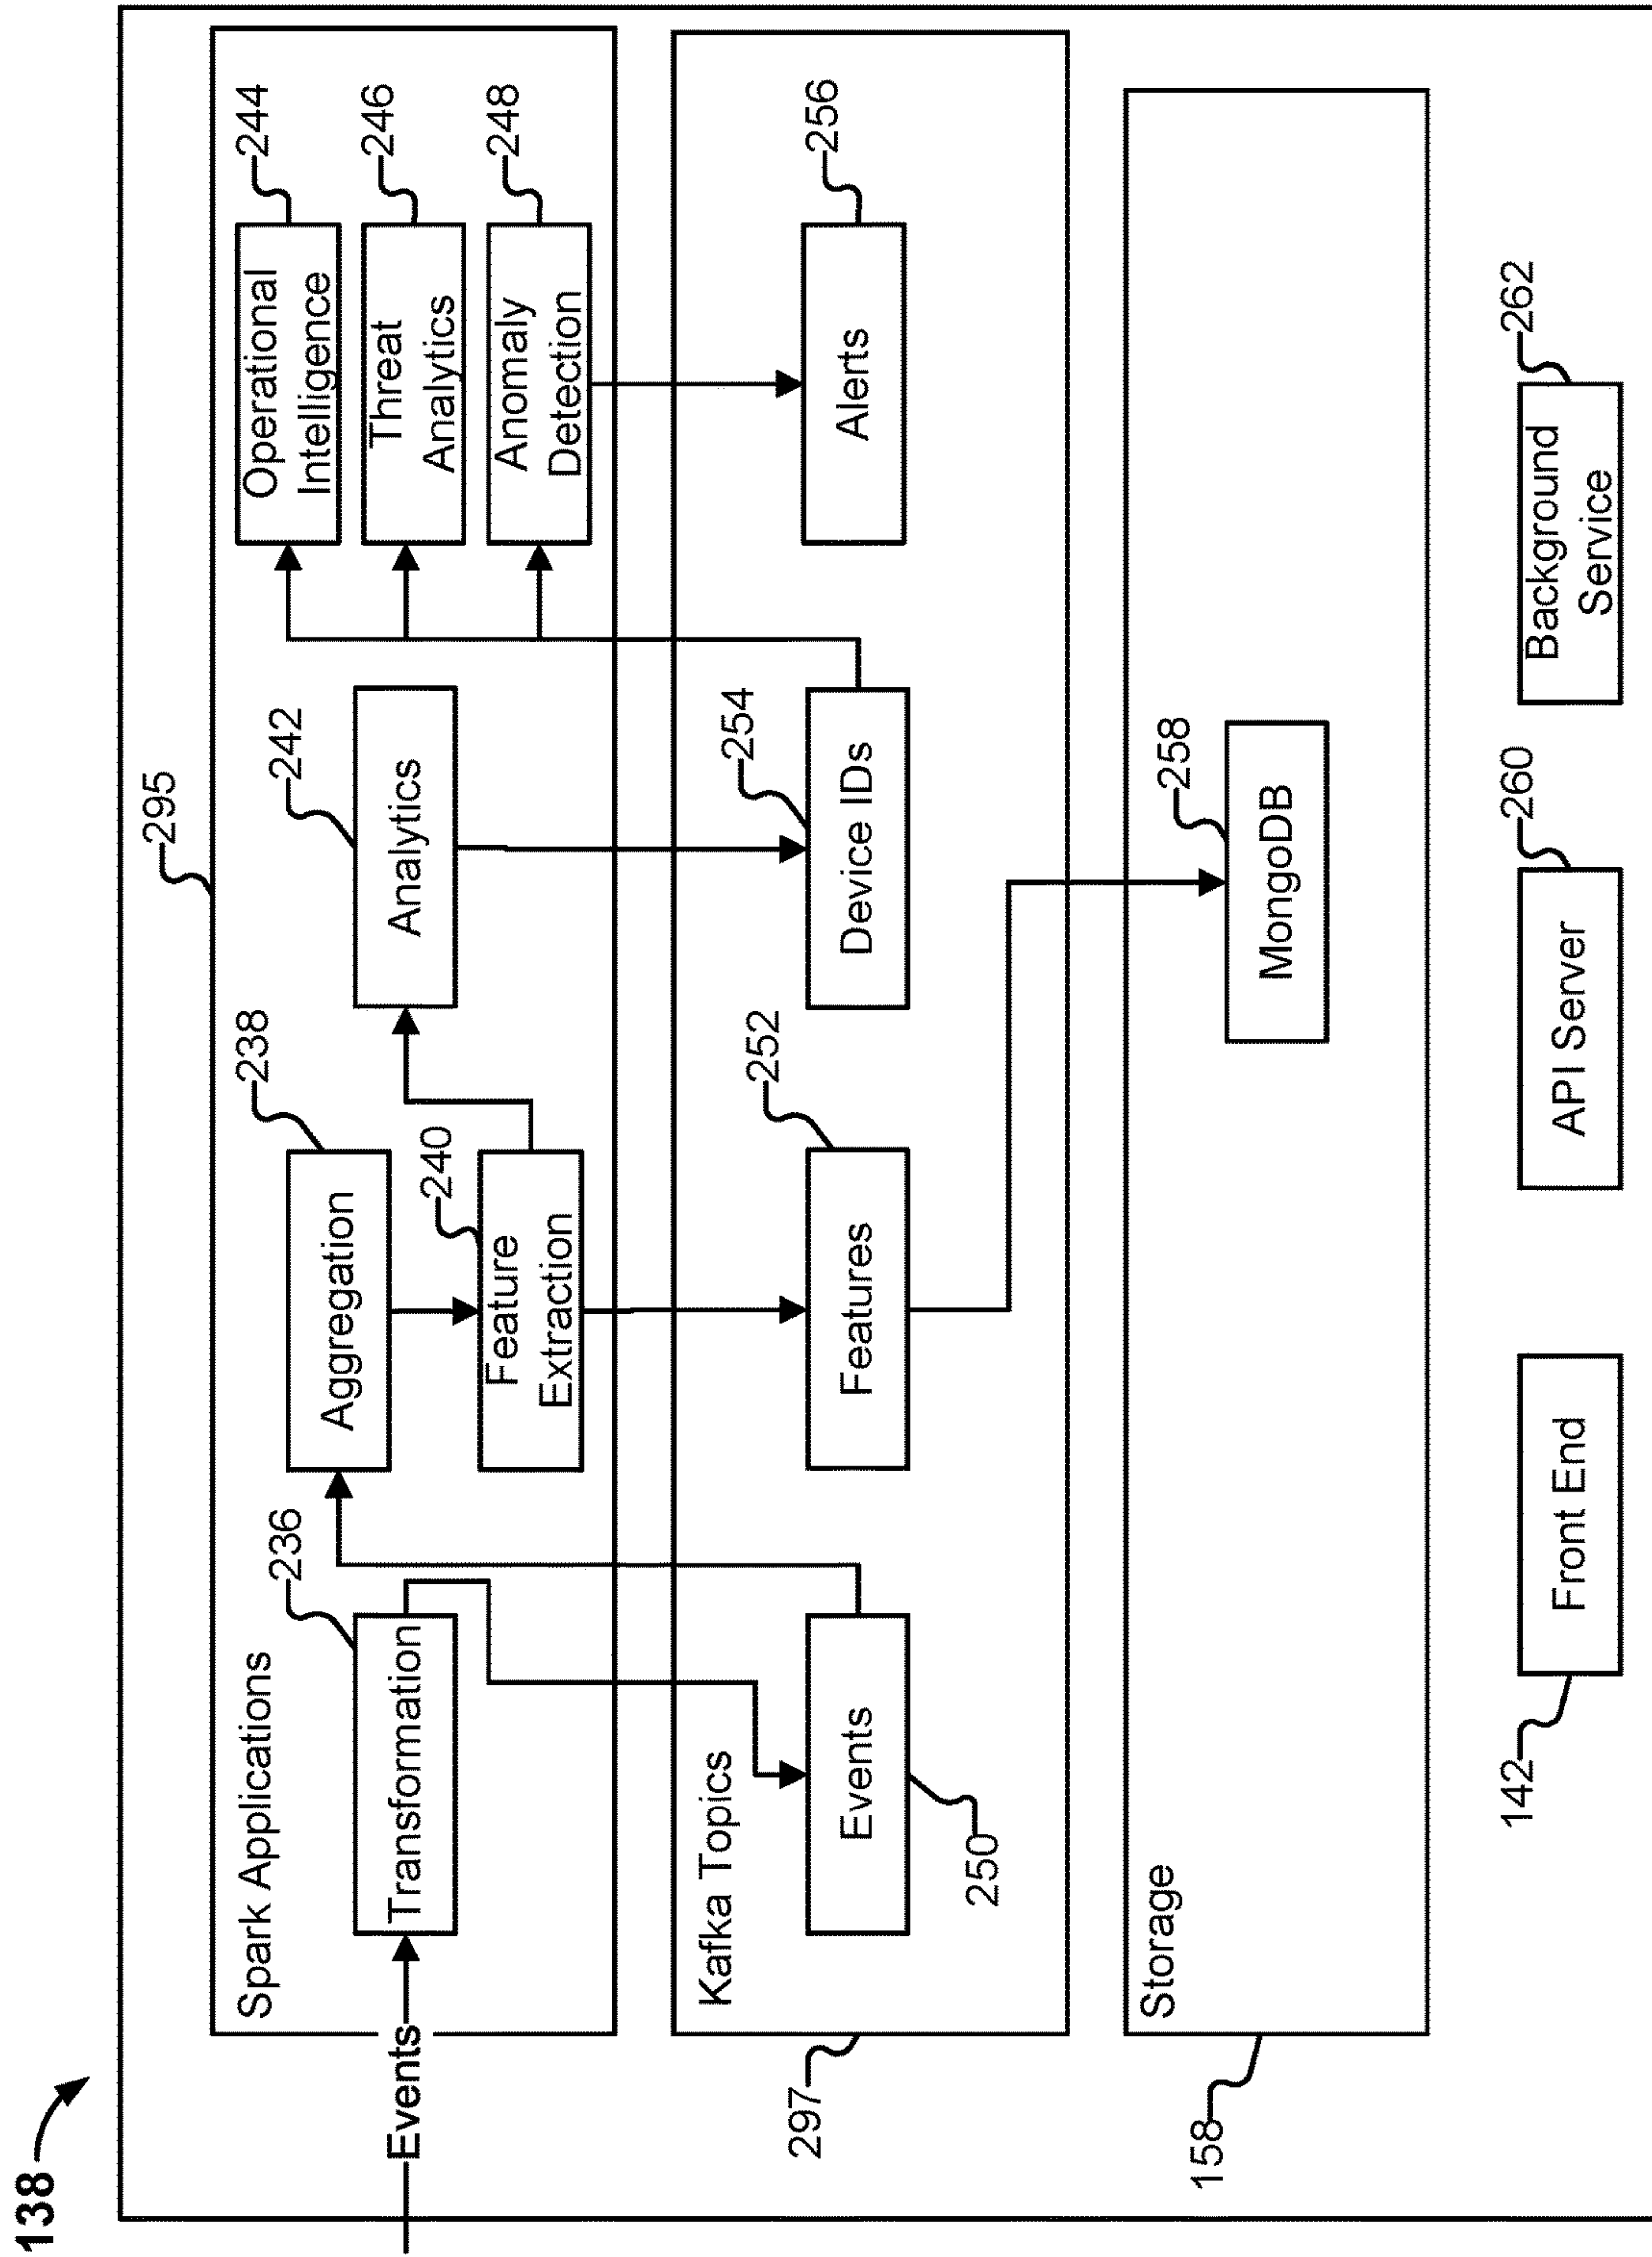 138
295
Spark Applications
Events
236
Transformation
238
Aggregation
240
Feature
Extraction
242
Analytics
244
Operational
Intelligence
246
Threat
Analytics
248
Anomaly
Detection
297
Kafka Topics
Events
250
252
Features
254
Device IDs
256
Alerts
158
Storage
258
MongoDB
142
Front End
260
API Server
262
Background
Service